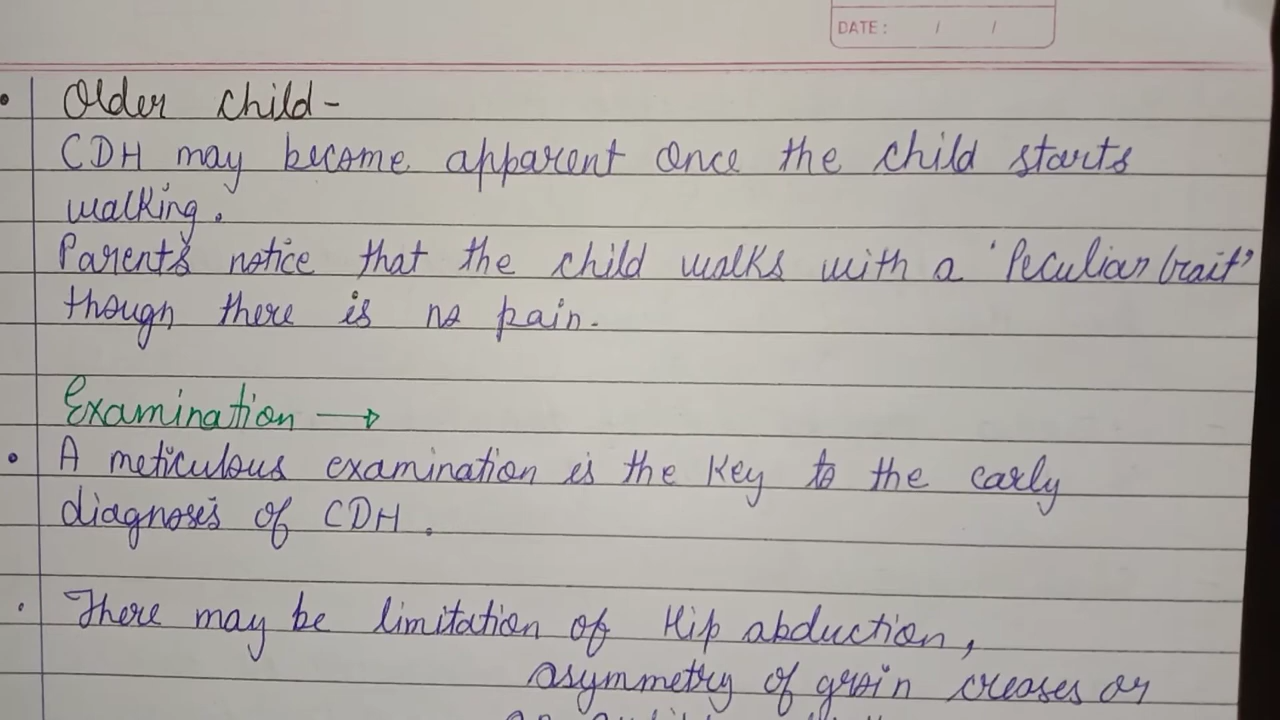 DATE: / /
• Older child-
CDH may become apparent once the child starts
walking.
Parents notice that the child walks with a 'Peculiar Grait'
though there is no pain.
Examination →
• A meticulous examination is the key to the early
diagnosis of CDH.
• There may be limitation of Hip abduction,
asymmetry of groin creases or